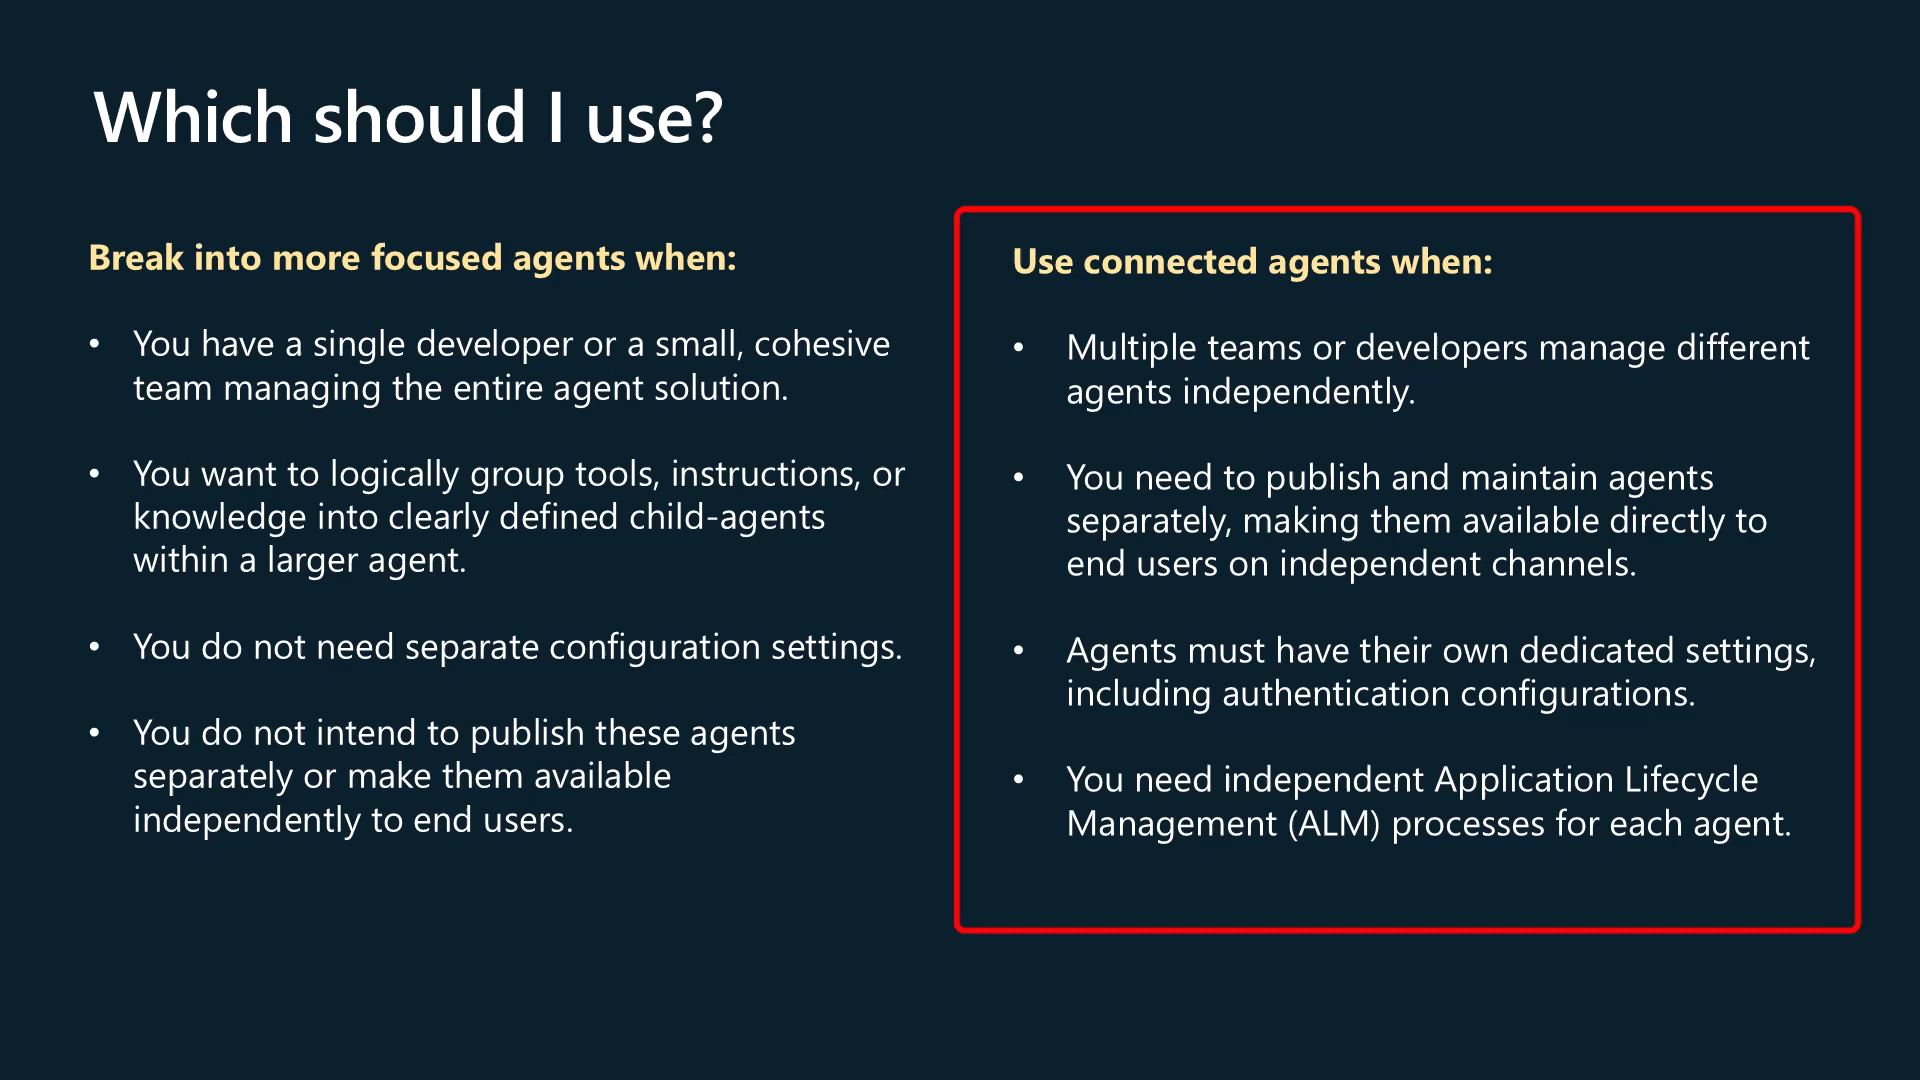 Which should I use?
Break into more focused agents when:
• You have a single developer or a small, cohesive
team managing the entire agent solution.
• You want to logically group tools, instructions, or
knowledge into clearly defined child-agents
within a larger agent.
• You do not need separate configuration settings.
• You do not intend to publish these agents
separately or make them available
independently to end users.
Use connected agents when:
• Multiple teams or developers manage different
agents independently.
• You need to publish and maintain agents
separately, making them available directly to
end users on independent channels.
• Agents must have their own dedicated settings,
including authentication configurations.
• You need independent Application Lifecycle
Management (ALM) processes for each agent.